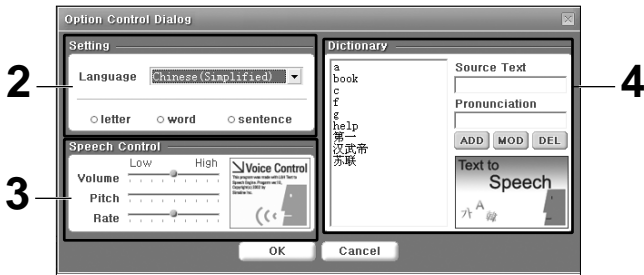 Option Control Dialog
2
Setting
Language Chinese(Simplified)
letter word sentence
3
Speech Control
Low High
Volume
Pitch
Rate
Voice Control
4
Dictionary
a
book
c
f
g
help
第一
汉武帝
苏联
Source Text
Pronunciation
ADD MOD DEL
Text to
Speech
가 A
OK Cancel